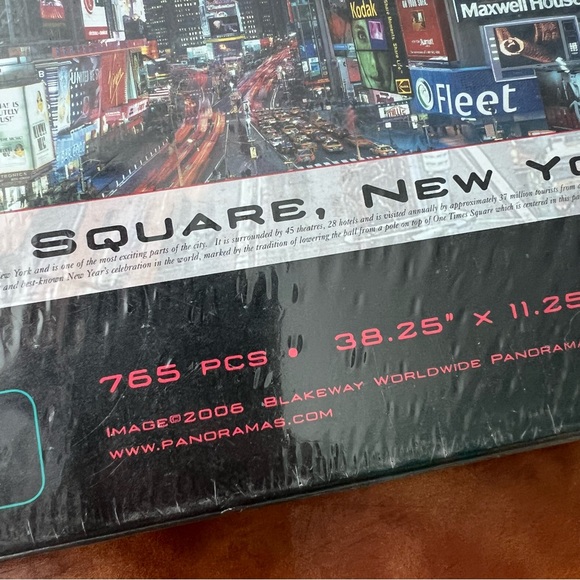 Kodak
Maxwell House
Fleet
SQUARE, NEW YO
New York and is one of the most exciting parts of the city. It is surrounded by 45 theatres, 28 hotels and is visited annually by approximately 37 million tourists from
and best-known New Year's celebration in the world, marked by the tradition of lowering the ball from a pole on top of One Times Square which is centered in this
765 PCS • 38.25" X 11.25
IMAGE©2006 BLAKEWAY WORLDWIDE PANORAMA
WWW.PANORAMAS.COM